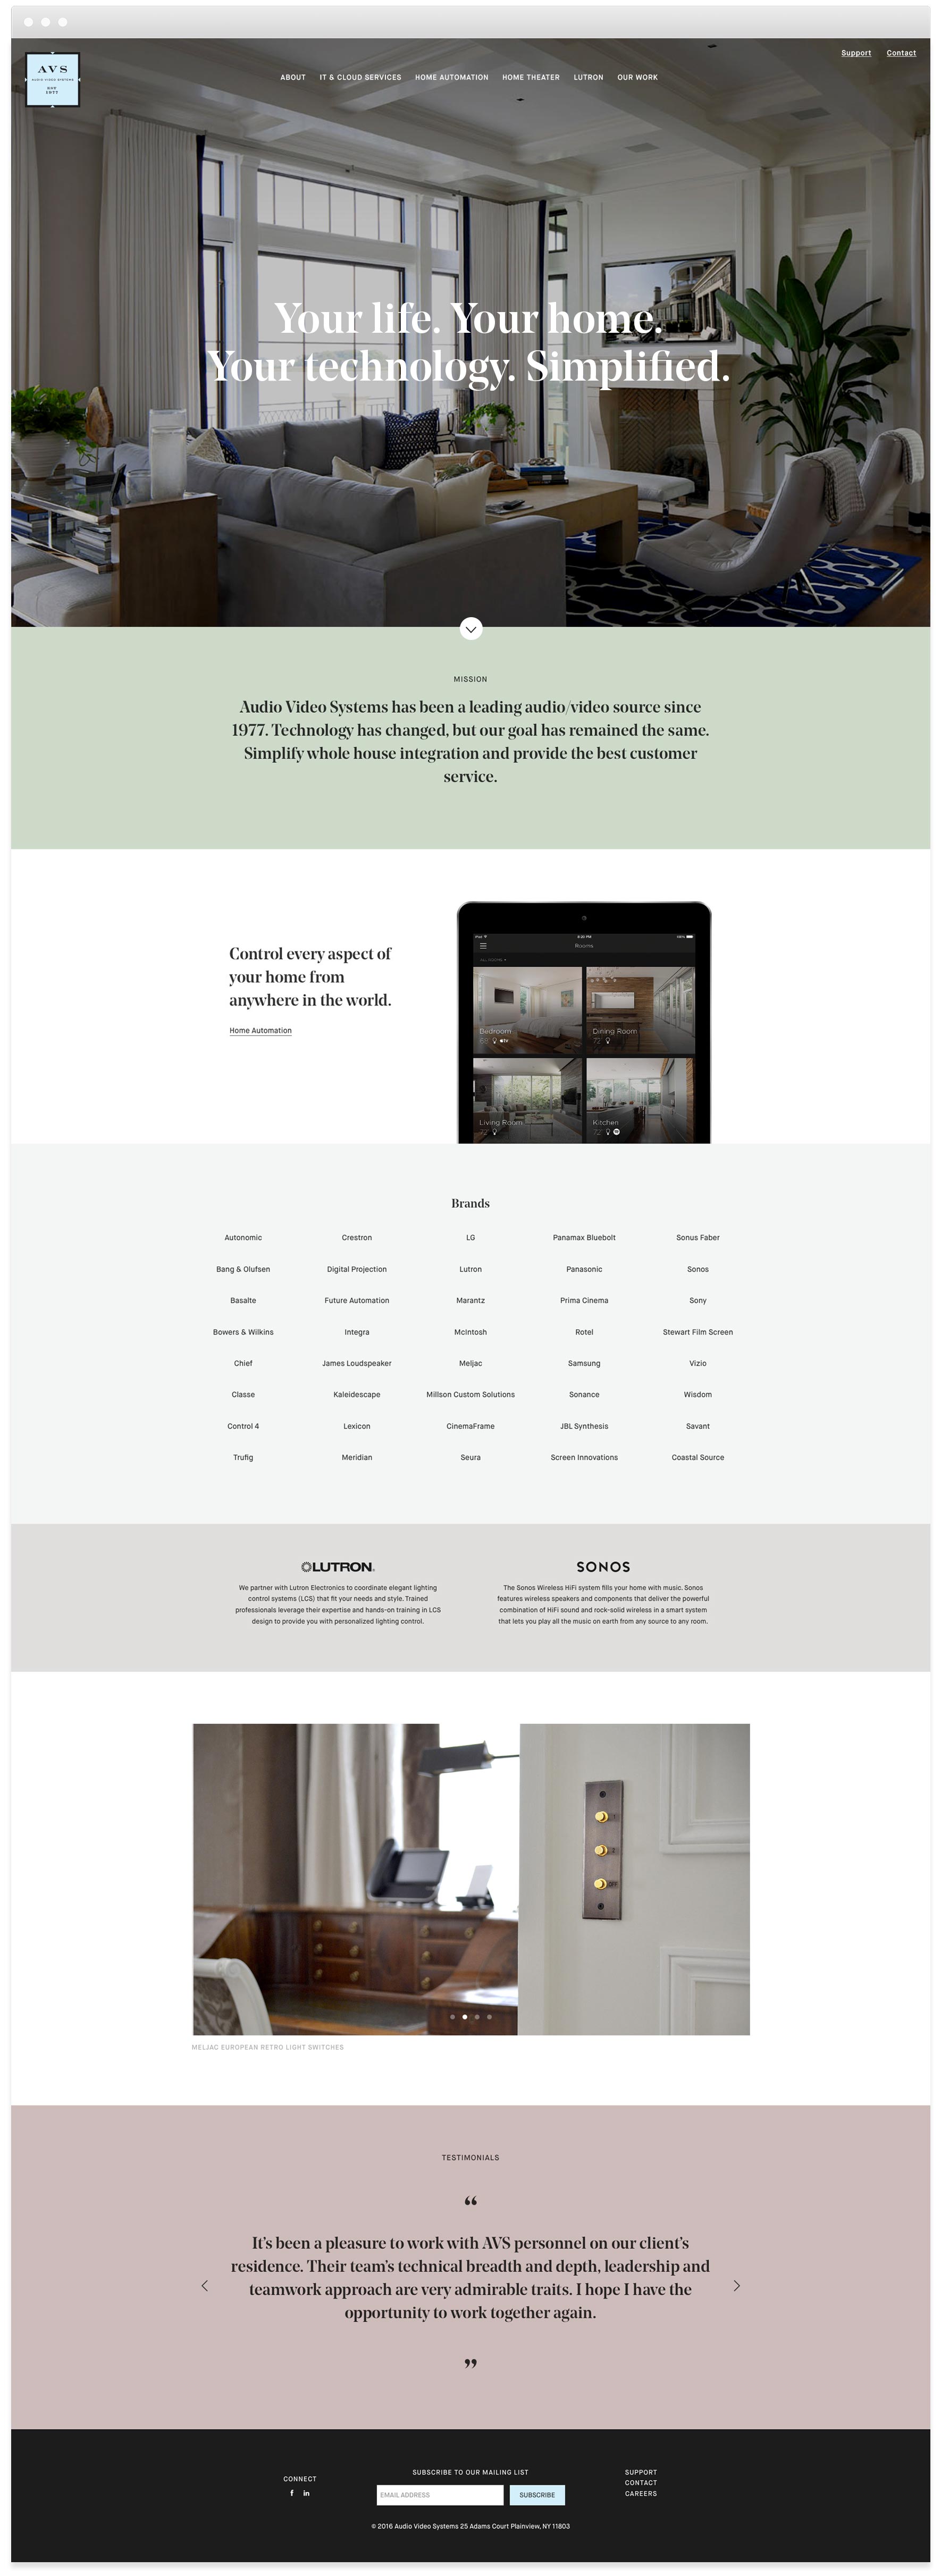 Support Contact
AVS
AUDIO VIDEO SYSTEMS
EST
1977
ABOUT IT & CLOUD SERVICES HOME AUTOMATION HOME THEATER LUTRON OUR WORK
Your life. Your home.
Your technology. Simplified.
MISSION
Audio Video Systems has been a leading audio/video source since
1977. Technology has changed, but our goal has remained the same.
Simplify whole house integration and provide the best customer
service.
Control every aspect of
your home from
anywhere in the world.
Home Automation
iPad
5:20 PM
100%
Rooms
ALL ROOMS
Bedroom
68°
tv
Dining Room
72°
Living Room
72°
Kitchen
72°
Brands
Autonomic Crestron LG Panamax Bluebolt Sonus Faber
Bang & Olufsen Digital Projection Lutron Panasonic Sonos
Basalte Future Automation Marantz Prima Cinema Sony
Bowers & Wilkins Integra McIntosh Rotel Stewart Film Screen
Chief James Loudspeaker Meljac Samsung Vizio
Classe Kaleidescape Millson Custom Solutions Sonance Wisdom
Control 4 Lexicon CinemaFrame JBL Synthesis Savant
Trufig Meridian Seura Screen Innovations Coastal Source
LUTRON
We partner with Lutron Electronics to coordinate elegant lighting
control systems (LCS) that fit your needs and style. Trained
professionals leverage their expertise and hands-on training in LCS
design to provide you with personalized lighting control.
SONOS
The Sonos Wireless HiFi system fills your home with music. Sonos
features wireless speakers and components that deliver the powerful
combination of HiFi sound and rock-solid wireless in a smart system
that lets you play all the music on earth from any source to any room.
MELJAC EUROPEAN RETRO LIGHT SWITCHES
TESTIMONIALS
“
It’s been a pleasure to work with AVS personnel on our client’s
residence. Their team’s technical breadth and depth, leadership and
teamwork approach are very admirable traits. I hope I have the
opportunity to work together again.
”
CONNECT
f in
SUBSCRIBE TO OUR MAILING LIST
EMAIL ADDRESS
SUBSCRIBE
SUPPORT
CONTACT
CAREERS
© 2016 Audio Video Systems 25 Adams Court Plainview, NY 11803